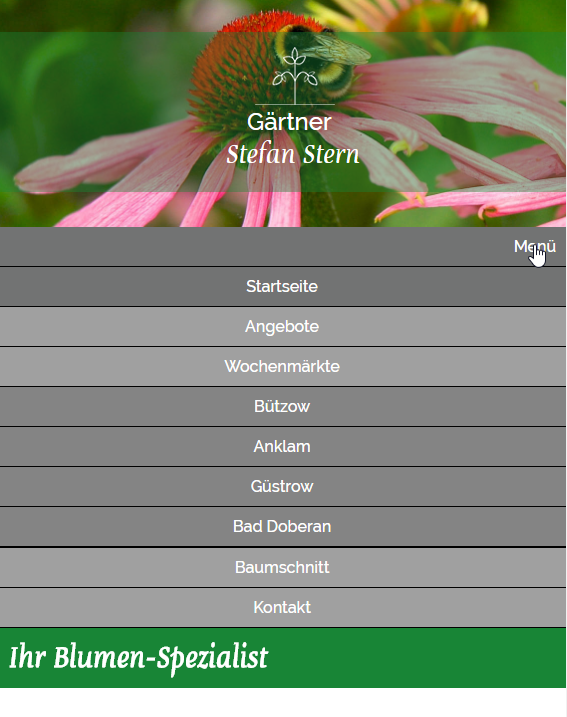 Gärtner
Stefan Stern
Menü
Startseite
Angebote
Wochenmärkte
Bützow
Anklam
Güstrow
Bad Doberan
Baumschnitt
Kontakt
Ihr Blumen-Spezialist